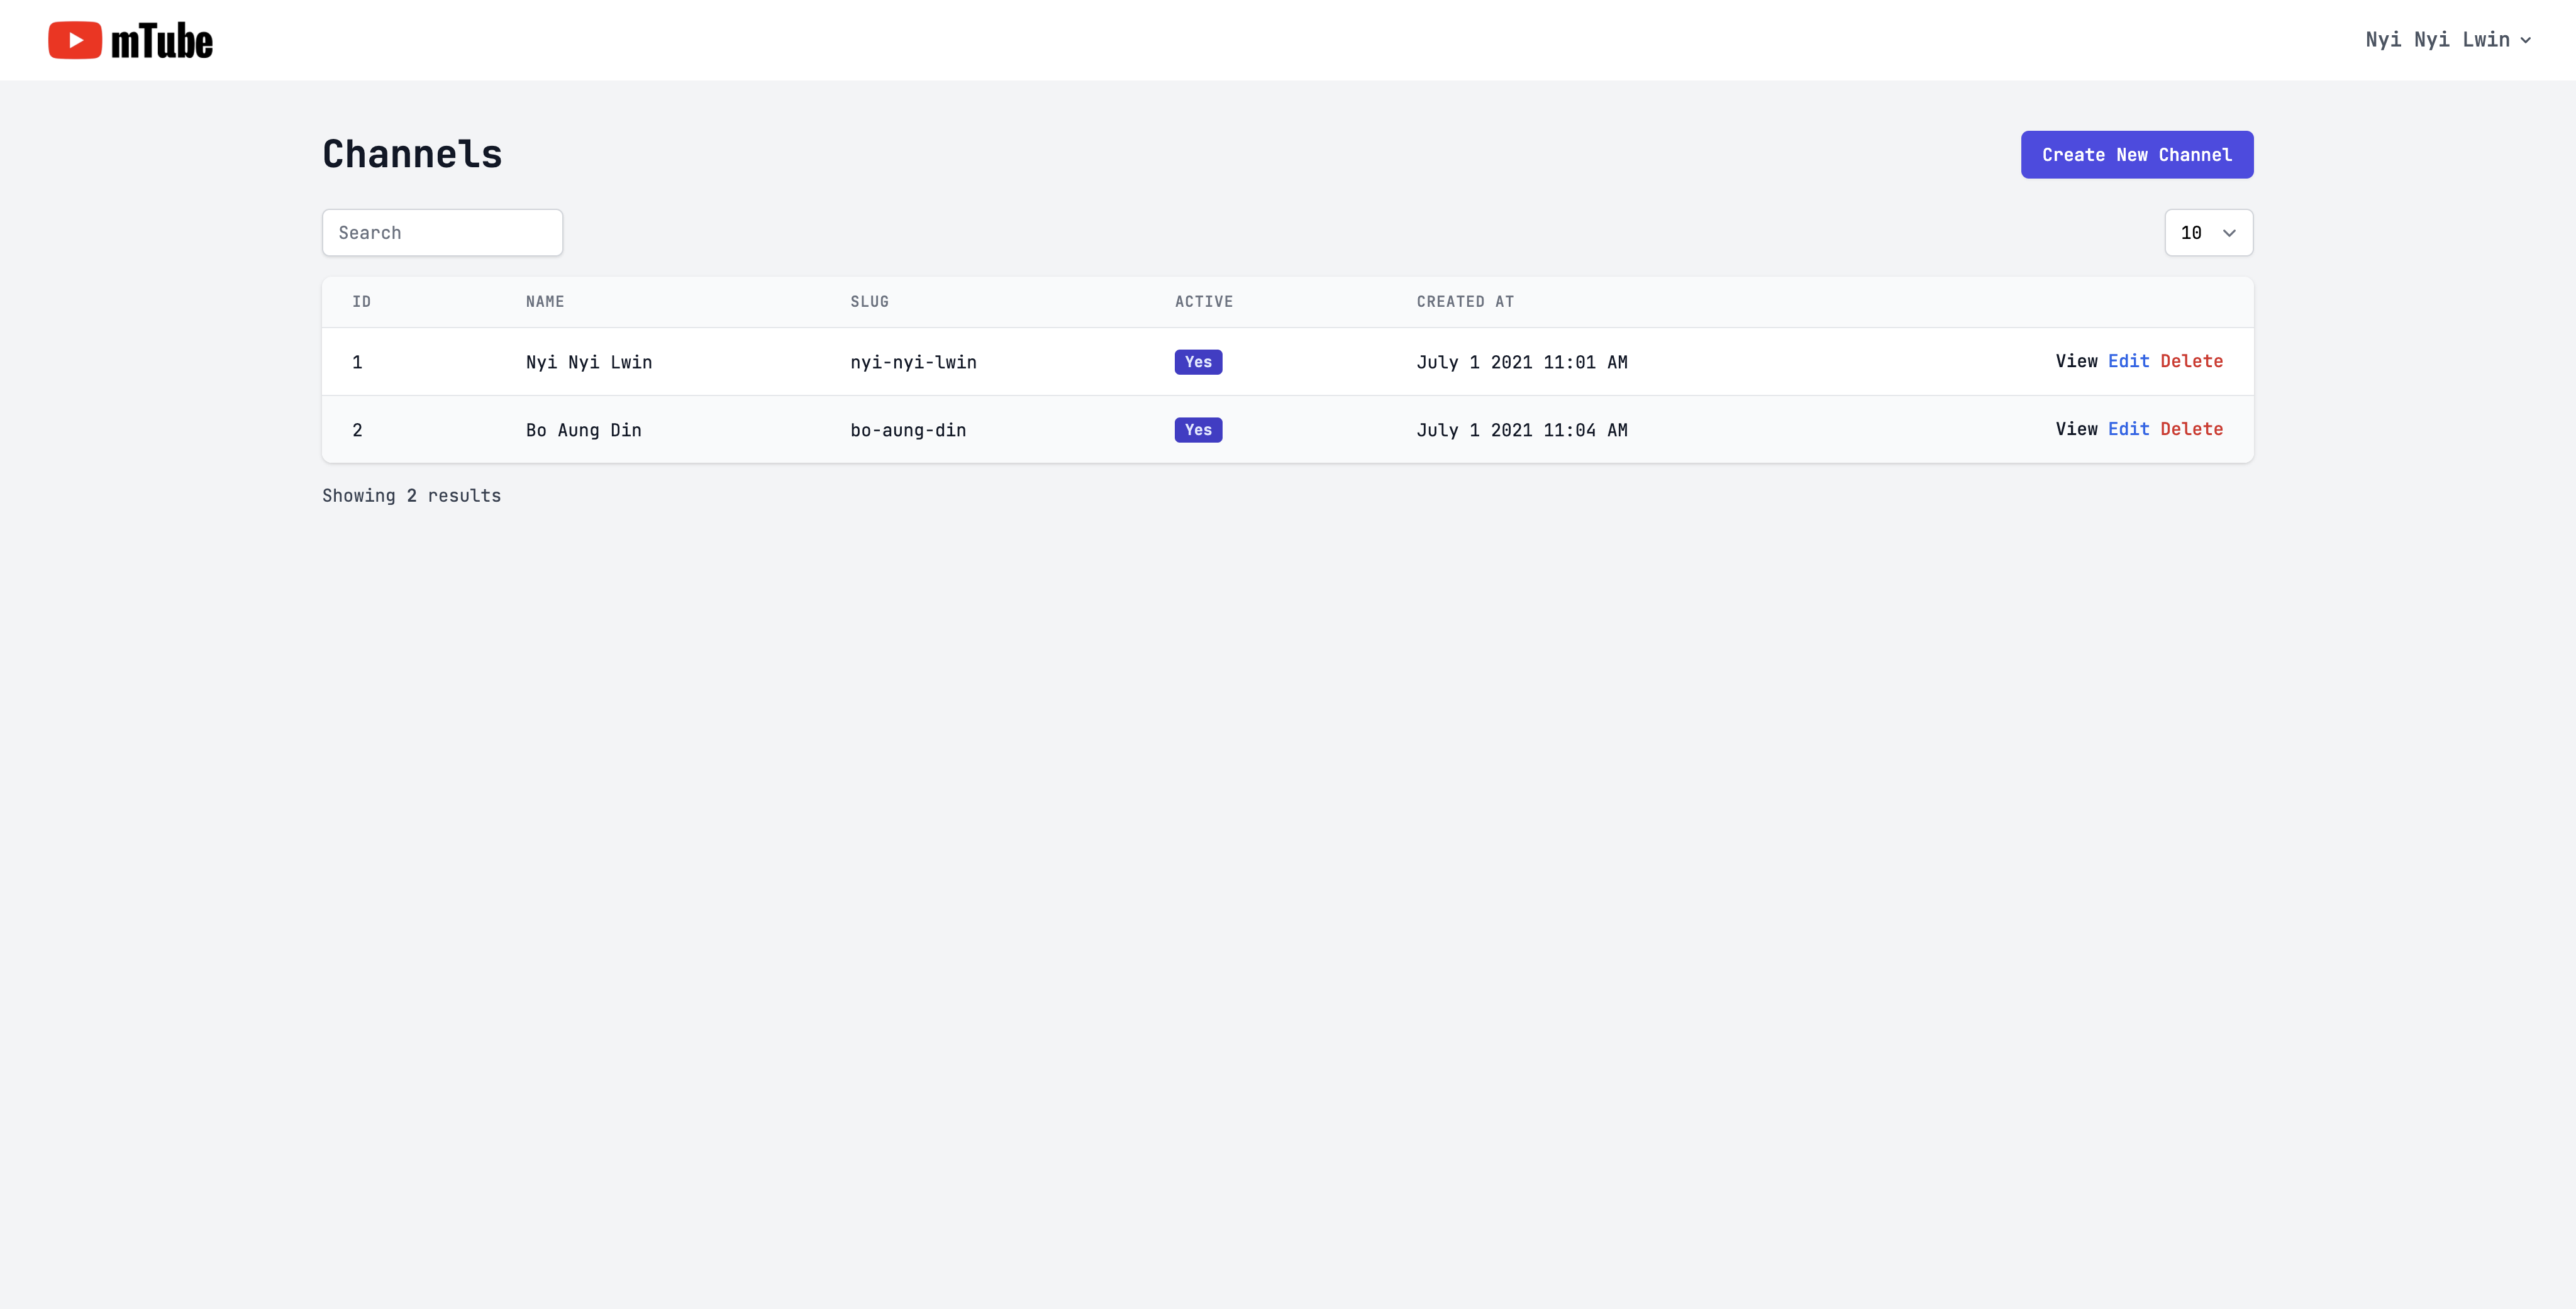 mTube
Nyi Nyi Lwin
Channels
Create New Channel
Search
10
ID NAME SLUG ACTIVE CREATED AT
1 Nyi Nyi Lwin nyi-nyi-lwin Yes July 1 2021 11:01 AM View Edit Delete
2 Bo Aung Din bo-aung-din Yes July 1 2021 11:04 AM View Edit Delete
Showing 2 results